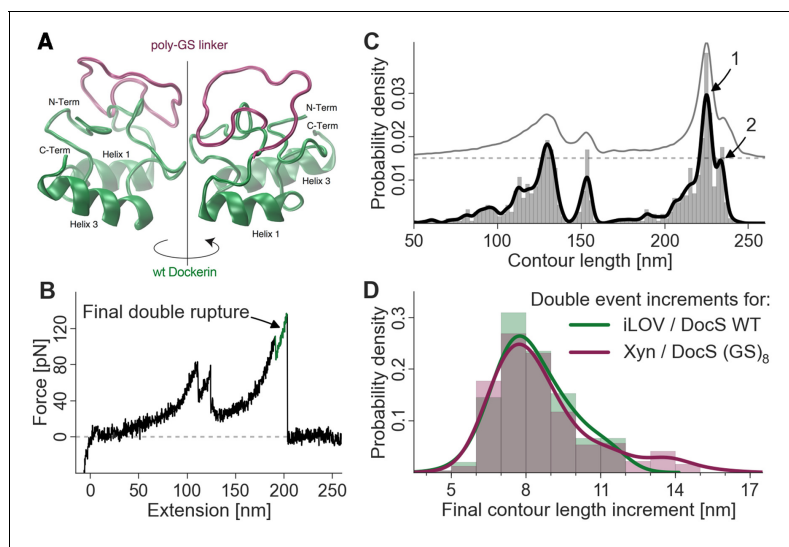 A
poly-GS linker
N-Term
C-Term
Helix 1
Helix 3
N-Term
C-Term
Helix 3
Helix 1
wt Dockerin
B
Final double rupture
Force [pN]
120
80
40
0
0
50
100
150
200
250
Extension [nm]
C
Probability density
0.03
0.02
0.01
1
2
50
100
150
200
250
Contour length [nm]
D
Double event increments for:
iLOV / DocS WT
Xyn / DocS (GS)8
Probability density
0.3
0.2
0.1
5
8
11
14
17
Final contour length increment [nm]